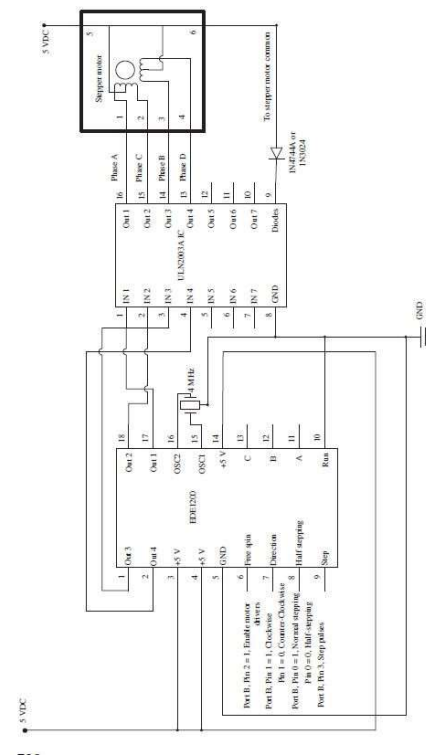 5 VDC
5
6
Stepper motor
1
2
3
4
To stepper motor common
Phase A
Phase C
Phase B
Phase D
IN4744A or
1N3024
16
15
14
13
12
11
10
9
Out 1
Out 2
Out 3
Out 4
Out 5
Out 6
Out 7
Diodes
ULN2003A IC
IN 1
IN 2
IN 3
IN 4
IN 5
IN 6
IN 7
GND
1
2
3
4
5
6
7
8
4 MHz
GND
18
17
16
15
14
13
12
11
10
Out 2
Out 1
OSC2
OSC1
+5 V
C
B
A
Run
EDE1200
Out 3
Out 4
+5 V
+5 V
GND
Free spin
Direction
Half stepping
Step
1
2
3
4
5
6
7
8
9
Port B, Pin 2 = 1, Enable motor
drivers
Port B, Pin 1 = 1, Clockwise
Pin 1 = 0, Counter-Clockwise
Port B, Pin 0 = 1, Normal stepping
Pin 0 = 0, Half-stepping
Port B, Pin 3, Step pulses
5 VDC